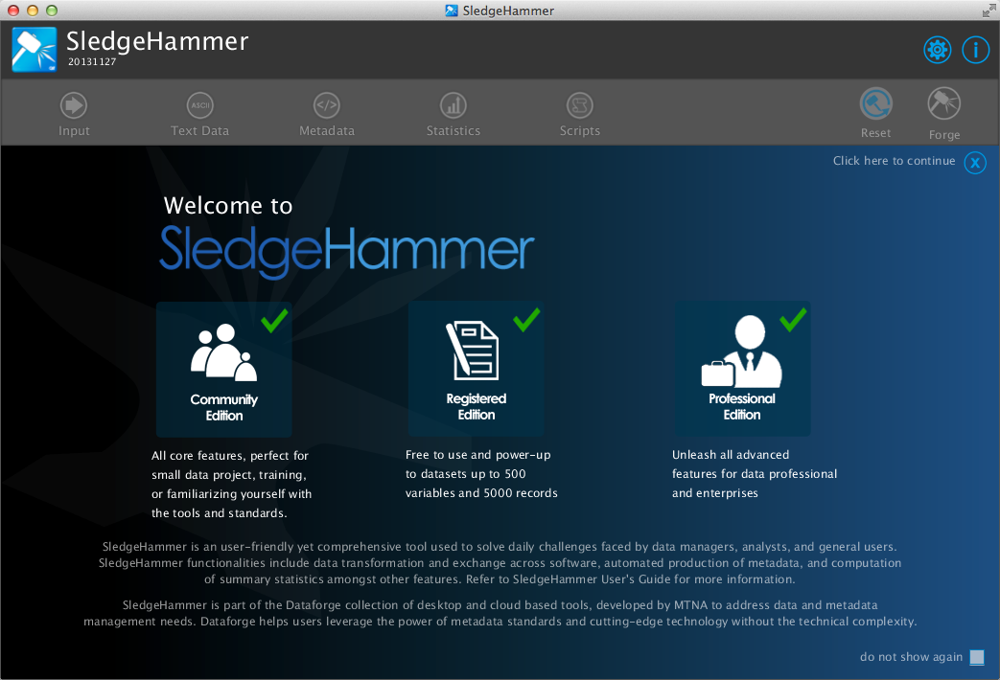 SledgeHammer
SledgeHammer
20131127
Input
ASCII
Text Data
</>
Metadata
Statistics
Scripts
Reset
Forge
Click here to continue X
Welcome to
SledgeHammer
Community
Edition
All core features, perfect for
small data project, training,
or familiarizing yourself with
the tools and standards.
Registered
Edition
Free to use and power-up
to datasets up to 500
variables and 5000 records
Professional
Edition
Unleash all advanced
features for data professional
and enterprises
SledgeHammer is an user-friendly yet comprehensive tool used to solve daily challenges faced by data managers, analysts, and general users.
SledgeHammer functionalities include data transformation and exchange across software, automated production of metadata, and computation
of summary statistics amongst other features. Refer to SledgeHammer User's Guide for more information.
SledgeHammer is part of the Dataforge collection of desktop and cloud based tools, developed by MTNA to address data and metadata
management needs. Dataforge helps users leverage the power of metadata standards and cutting-edge technology without the technical complexity.
do not show again